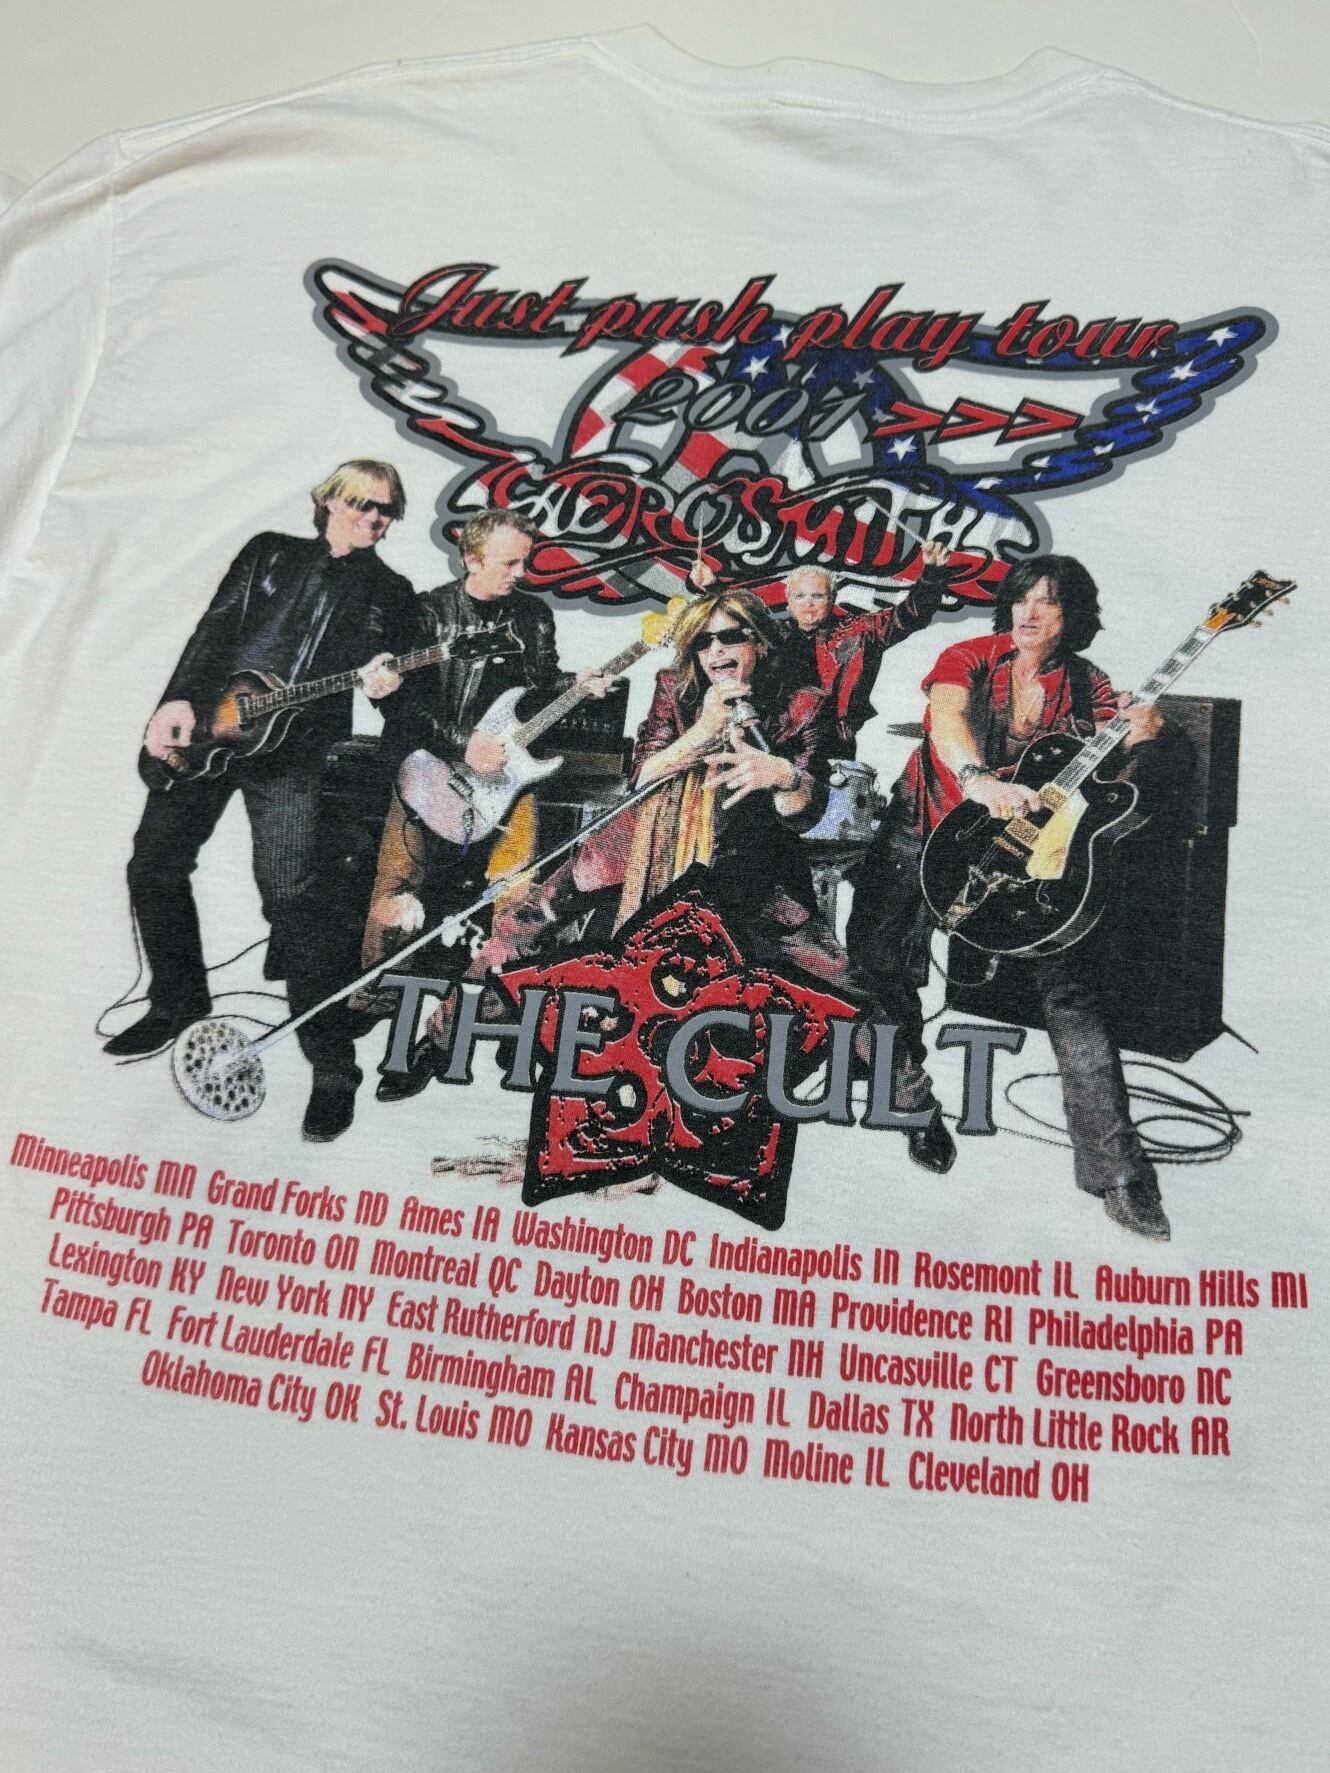 Just push play tour
2001 >>>
AEROSMITH
THE CULT
Minneapolis MN Grand Forks ND Ames IA Washington DC Indianapolis IN Rosemont IL Auburn Hills MI
Pittsburgh PA Toronto ON Montreal QC Dayton OH Boston MA Providence RI Philadelphia PA
Lexington KY New York NY East Rutherford NJ Manchester NH Uncasville CT Greensboro NC
Tampa FL Fort Lauderdale FL Birmingham AL Champaign IL Dallas TX North Little Rock AR
Oklahoma City OK St. Louis MO Kansas City MO Moline IL Cleveland OH